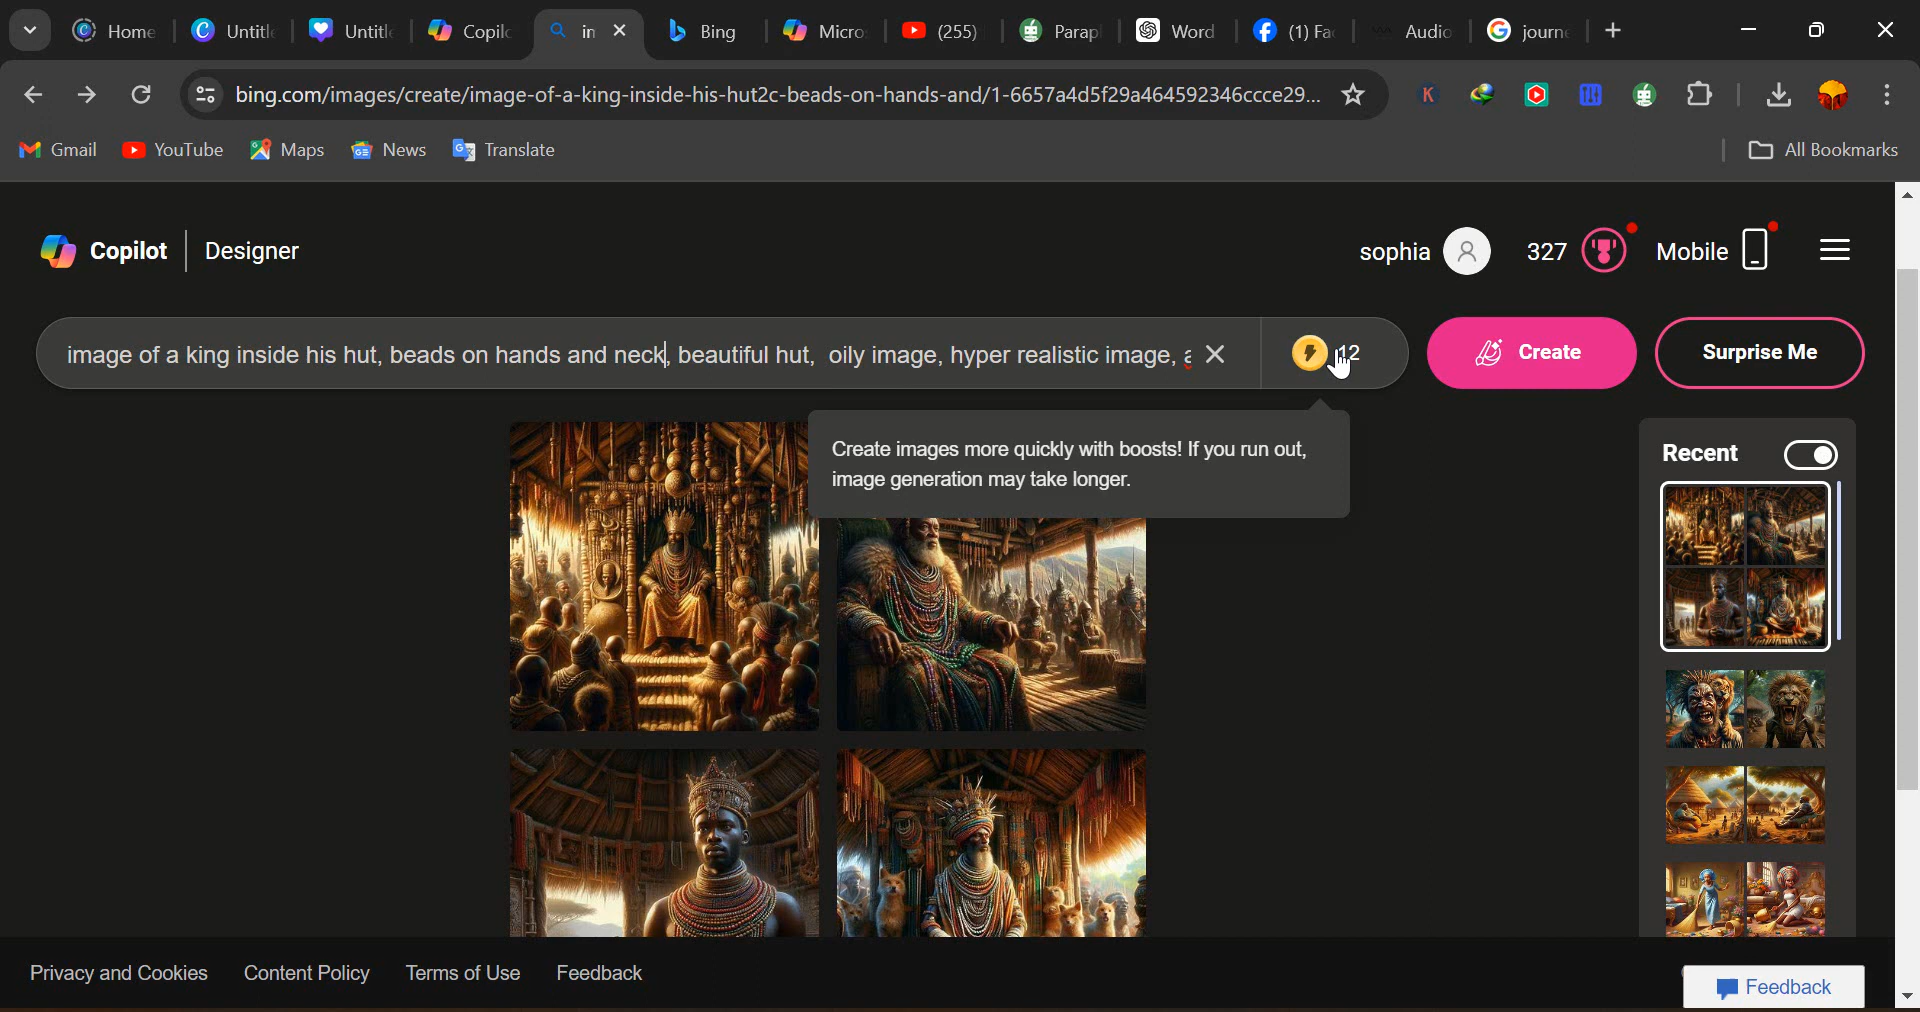 Home Untitl Untitl Copilo in Bing Micro (255) Parap Word (1) Fa Audio journ
bing.com/images/create/image-of-a-king-inside-his-hut2c-beads-on-hands-and/1-6657a4d5f29a464592346ccce29...
Gmail YouTube Maps News Translate All Bookmarks
Copilot Designer sophia 327 Mobile
image of a king inside his hut, beads on hands and neck, beautiful hut, oily image, hyper realistic image, 12 Create Surprise Me
Create images more quickly with boosts! If you run out,
image generation may take longer.
Recent
Privacy and Cookies Content Policy Terms of Use Feedback
Feedback